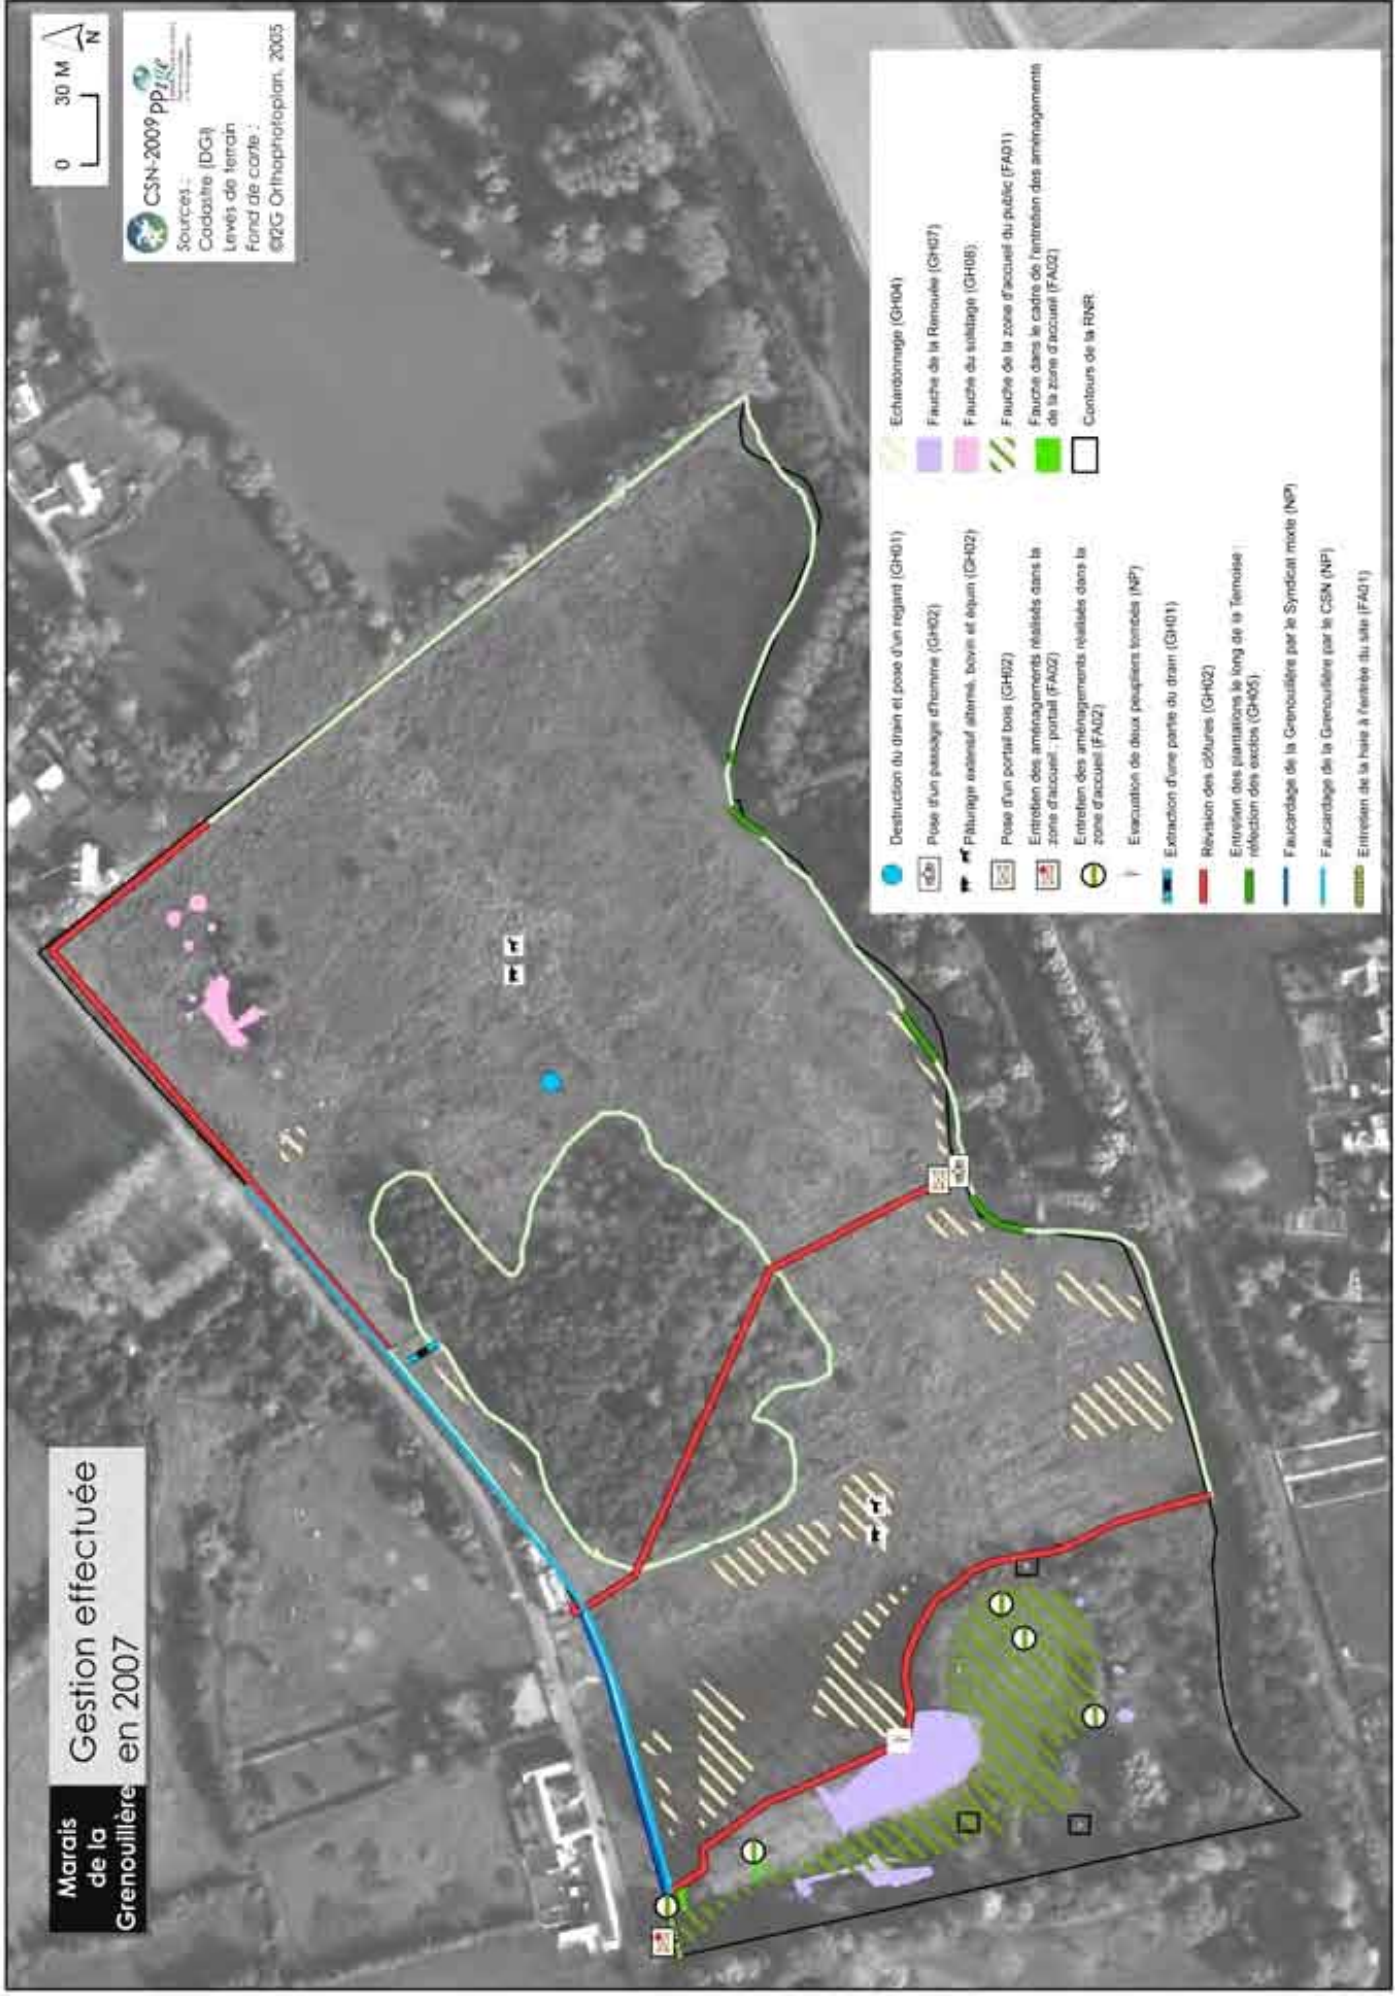 Marais
de la
Grenouillère
Gestion effectuée
en 2007
0 30 M
N
CSN-2009 ppige
Sources :
Cadastre (DGI)
Levés de terrain
Fond de carte :
©I2G Orthophotoplan, 2005
Destruction du drain et pose d'un regard (GH01)
Pose d'un passage d'homme (GH02)
Pâturage extensif alterné, bovin et équin (GH02)
Pose d'un portail bois (GH02)
Entretien des aménagements réalisés dans la
zone d'accueil : portail (FA02)
Entretien des aménagements réalisés dans la
zone d'accueil (FA02)
Evacuation de deux peupliers tombés (NP)
Extraction d'une partie du drain (GH01)
Révision des clôtures (GH02)
Entretien des plantations le long de la Ternoise :
réfection des exclos (GH05)
Faucardage de la Grenouillère par le Syndicat mixte (NP)
Faucardage de la Grenouillère par le CSN (NP)
Entretien de la haie à l'entrée du site (FA01)
Echardonnage (GH04)
Fauche de la Renouée (GH07)
Fauche du solidage (GH08)
Fauche de la zone d'accueil du public (FA01)
Fauche dans le cadre de l'entretien des aménagements
de la zone d'accueil (FA02)
Contours de la RNR